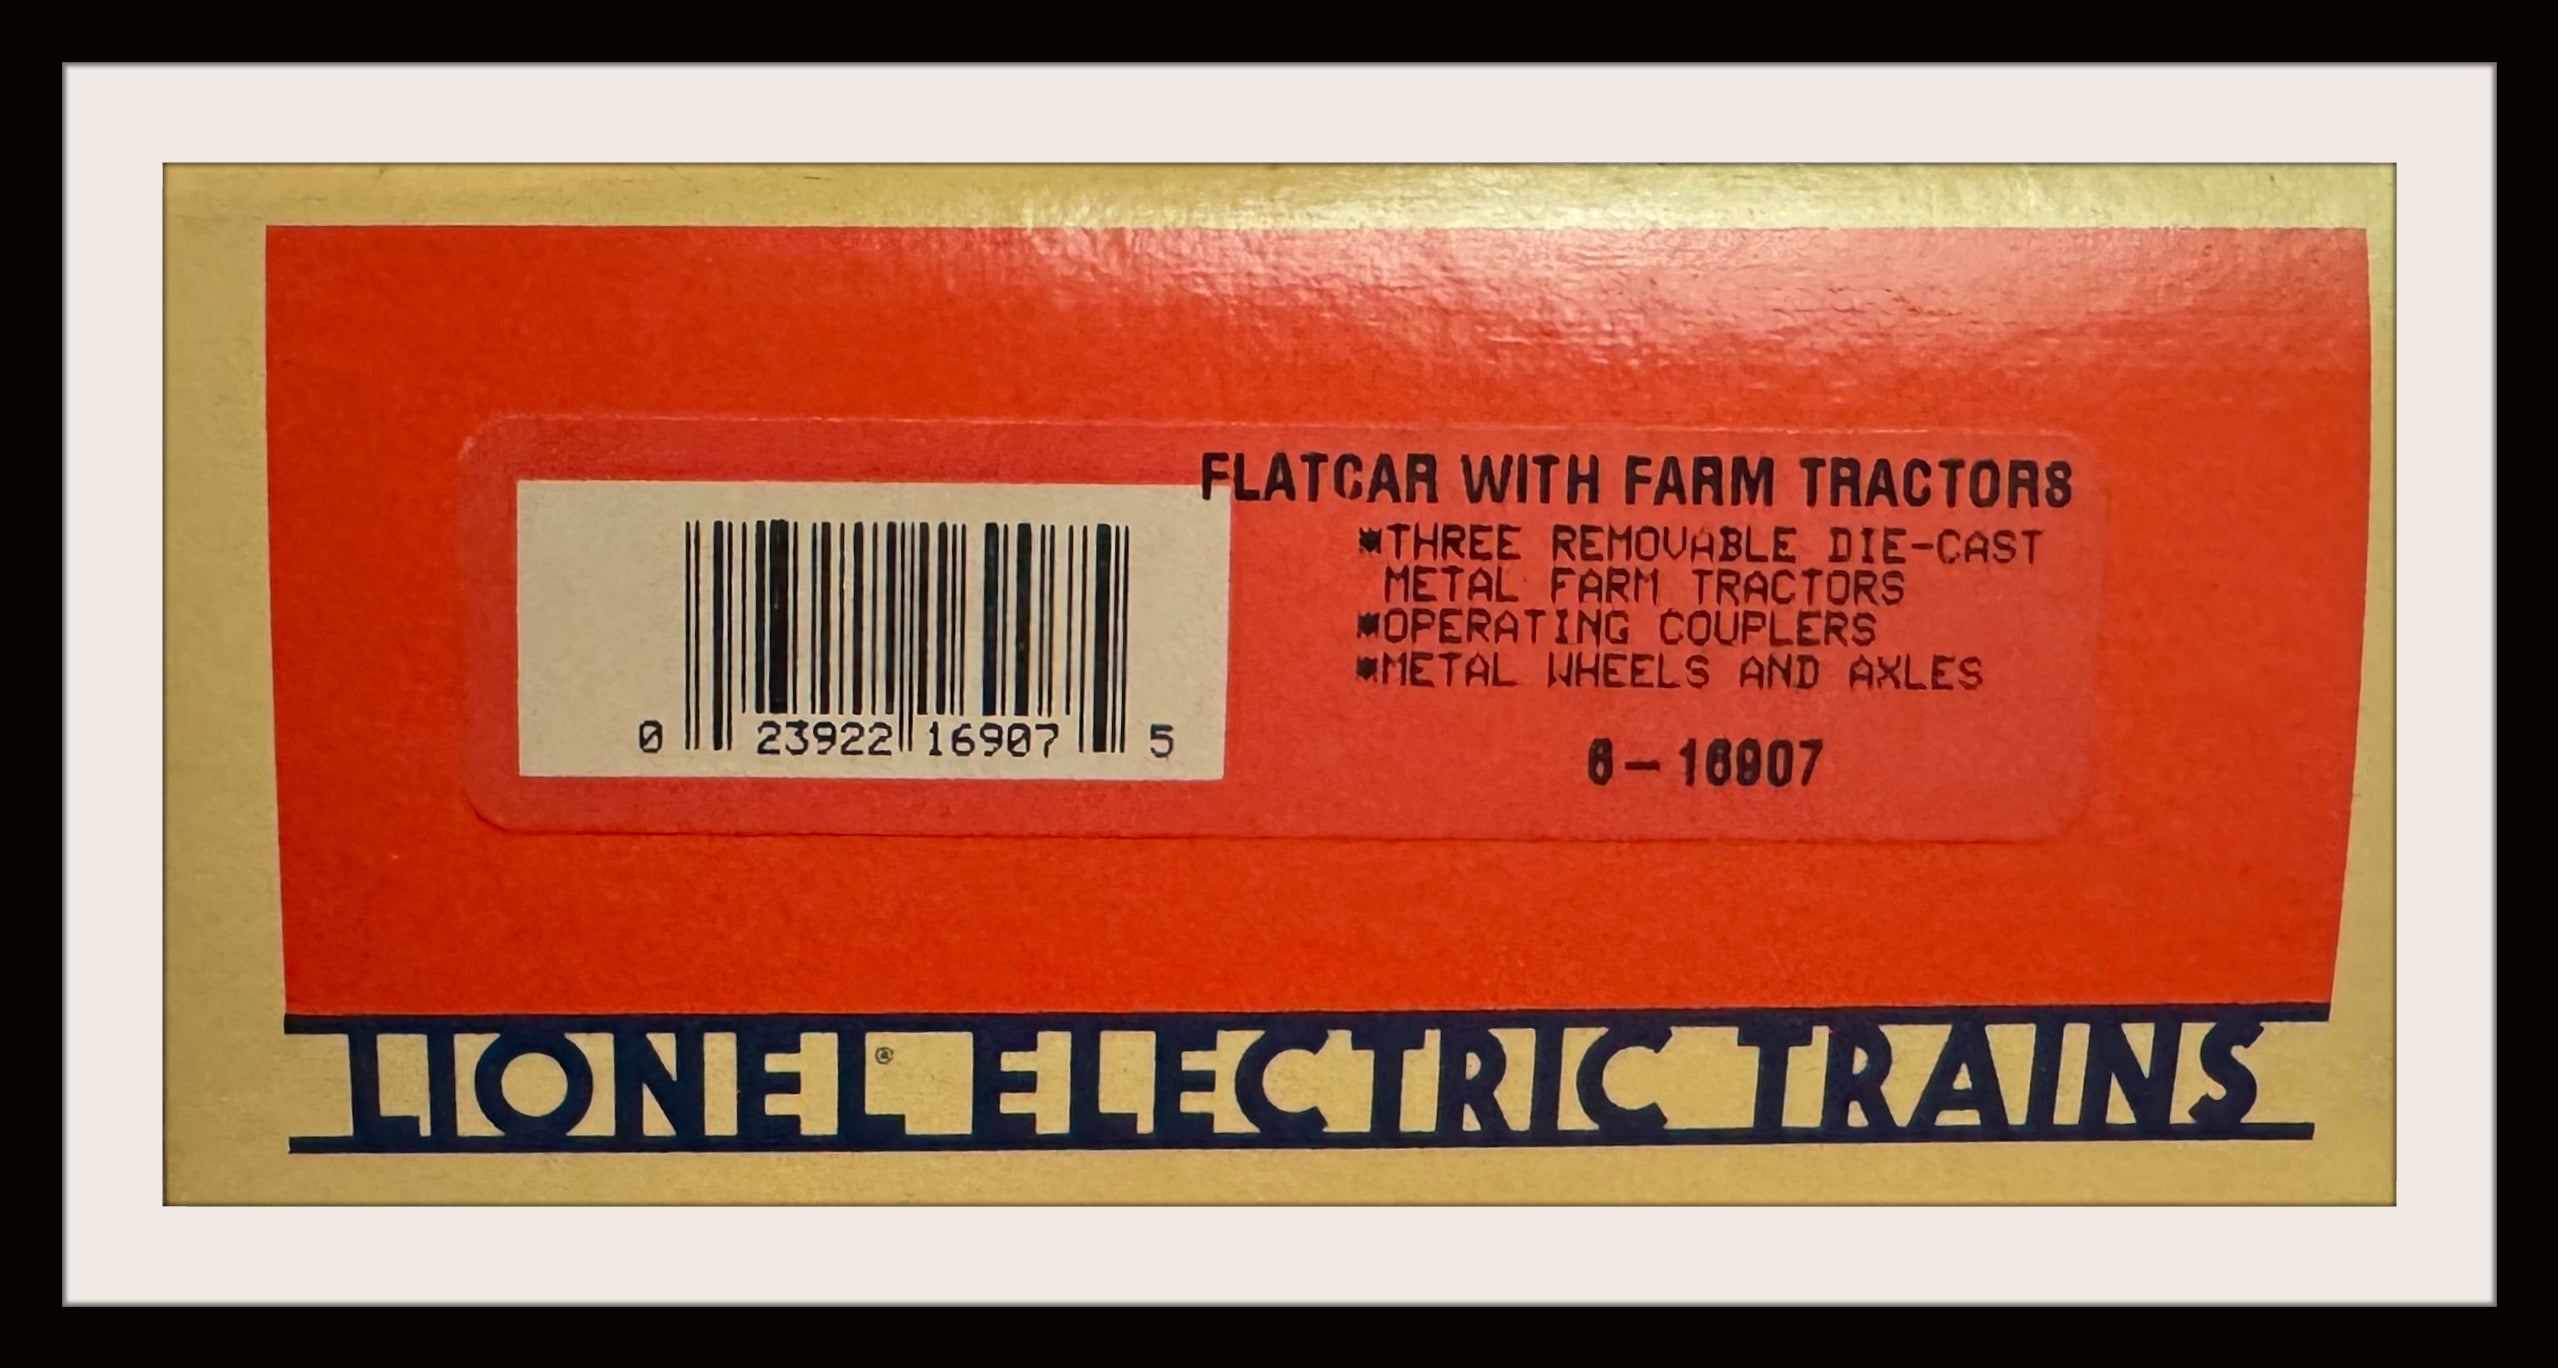 FLATCAR WITH FARM TRACTORS
*THREE REMOVABLE DIE-CAST
METAL FARM TRACTORS
*OPERATING COUPLERS
*METAL WHEELS AND AXLES
6-16907
0 23922 16907 5
LIONEL® ELECTRIC TRAINS